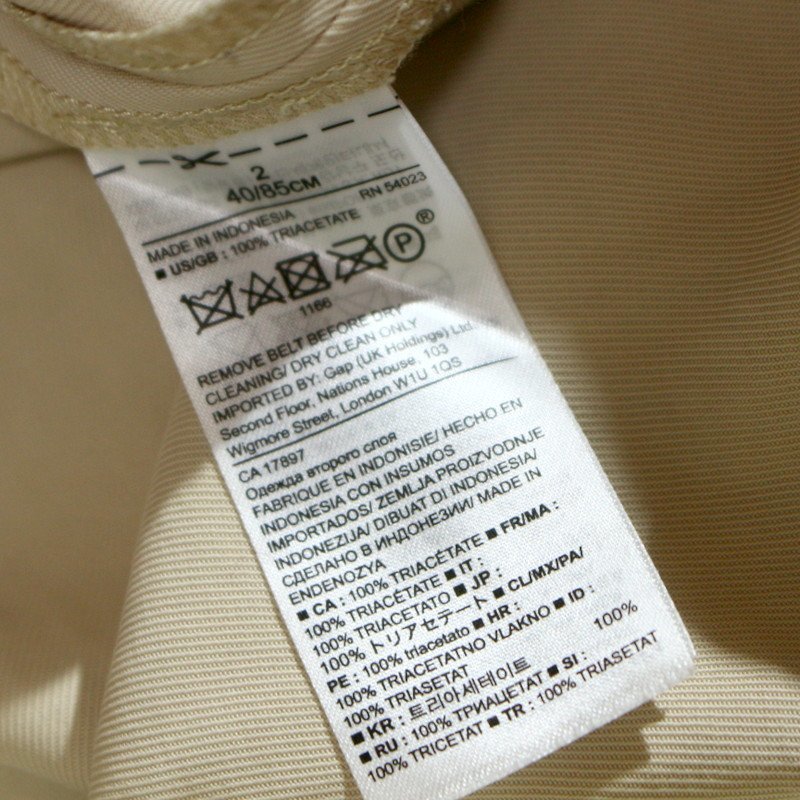 2
40/85CM
RN 54023
MADE IN INDONESIA
■ US/GB : 100% TRIACETATE
P®
1166
REMOVE BELT BEFORE DRY
CLEANING/ DRY CLEAN ONLY
IMPORTED BY: Gap (UK Holdings) Ltd.
Second Floor, Nations House, 103
Wigmore Street, London W1U 1QS
CA 17897
Одежда второго слоя
FABRIQUE EN INDONISIE/ HECHO EN
INDONESIA CON INSUMOS
IMPORTADOS/ ZEMLJA PROIZVODNJE
INDONEZIJA/ DIBUAT DI INDONESIA/
СДЕЛАНО В ИНДОНЕЗИИ/ MADE IN
ENDENOZYA
■ CA : 100% TRIACÉTATE ■ FR/MA :
100% TRIACÉTATE ■ IT :
100% TRIACETATO ■ JP :
100% トリアセテート ■ CL/MX/PA/
PE : 100% triacetato ■ HR :
100% TRIACETATNO VLAKNO ■ ID :
100% TRIASETAT
■ KR : 트리아세테이트 100%
■ RU : 100% ТРИАЦЕТАТ ■ SI :
100% TRICETAT ■ TR : 100% TRIASETAT